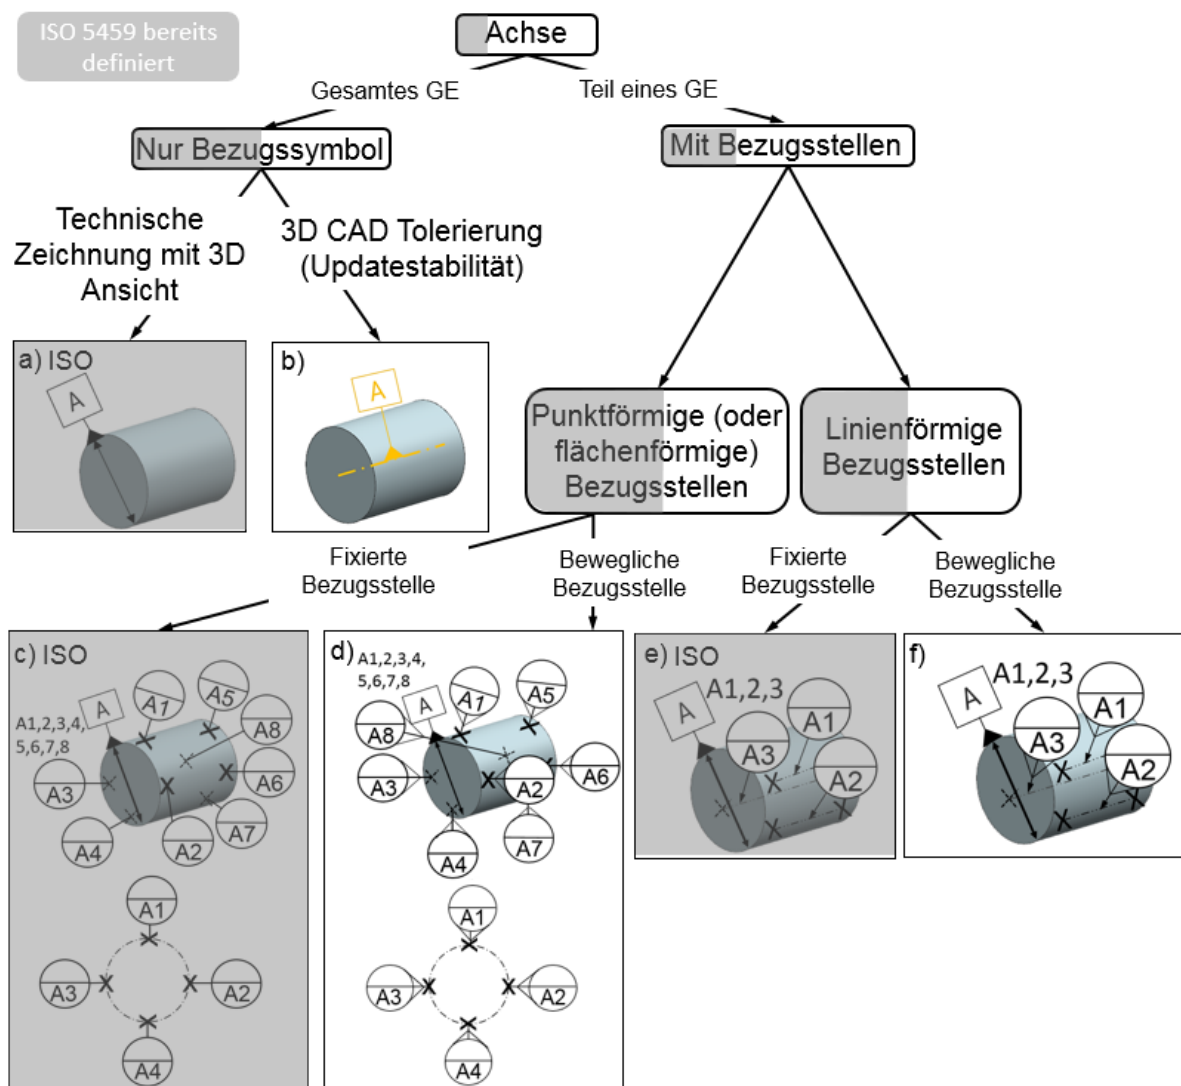 ISO 5459 bereits
definiert
Achse
Gesamtes GE
Teil eines GE
Nur Bezugssymbol
Mit Bezugsstellen
Technische
Zeichnung mit 3D
Ansicht
3D CAD Tolerierung
(Updatestabilität)
a) ISO
A
b)
A
Punktförmige (oder
flächenförmige)
Bezugsstellen
Linienförmige
Bezugsstellen
Fixierte
Bezugsstelle
Bewegliche
Bezugsstelle
Fixierte
Bezugsstelle
Bewegliche
Bezugsstelle
c) ISO
A1,2,3,4,
5,6,7,8
A
A1
A5
A8
A3
A6
A4
A2
A7
A1
A3
A2
A4
d)
A1,2,3,4,
5,6,7,8
A
A1
A5
A8
A3
A2
A6
A4
A7
A1
A3
A2
A4
e) ISO
A
A1,2,3
A1
A3
A2
f)
A
A1,2,3
A1
A3
A2